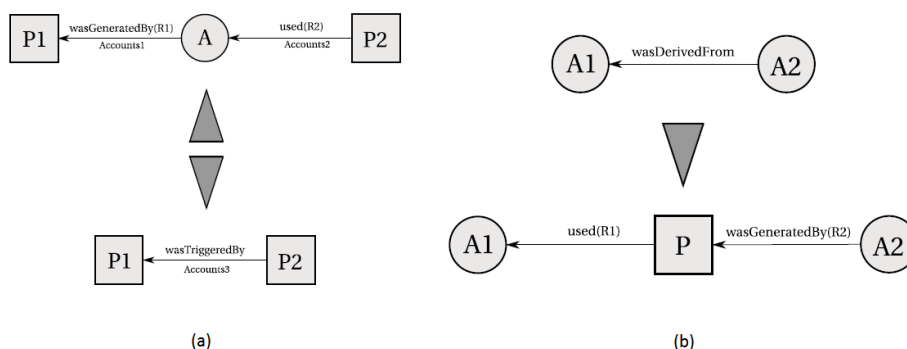 wasGeneratedBy(R1) used(R2)
P1 A P2
Accounts1 Accounts2
wasTriggeredBy
P1 P2
Accounts3
(a)
wasDerivedFrom
A1 A2
used(R1) wasGeneratedBy(R2)
A1 P A2
(b)